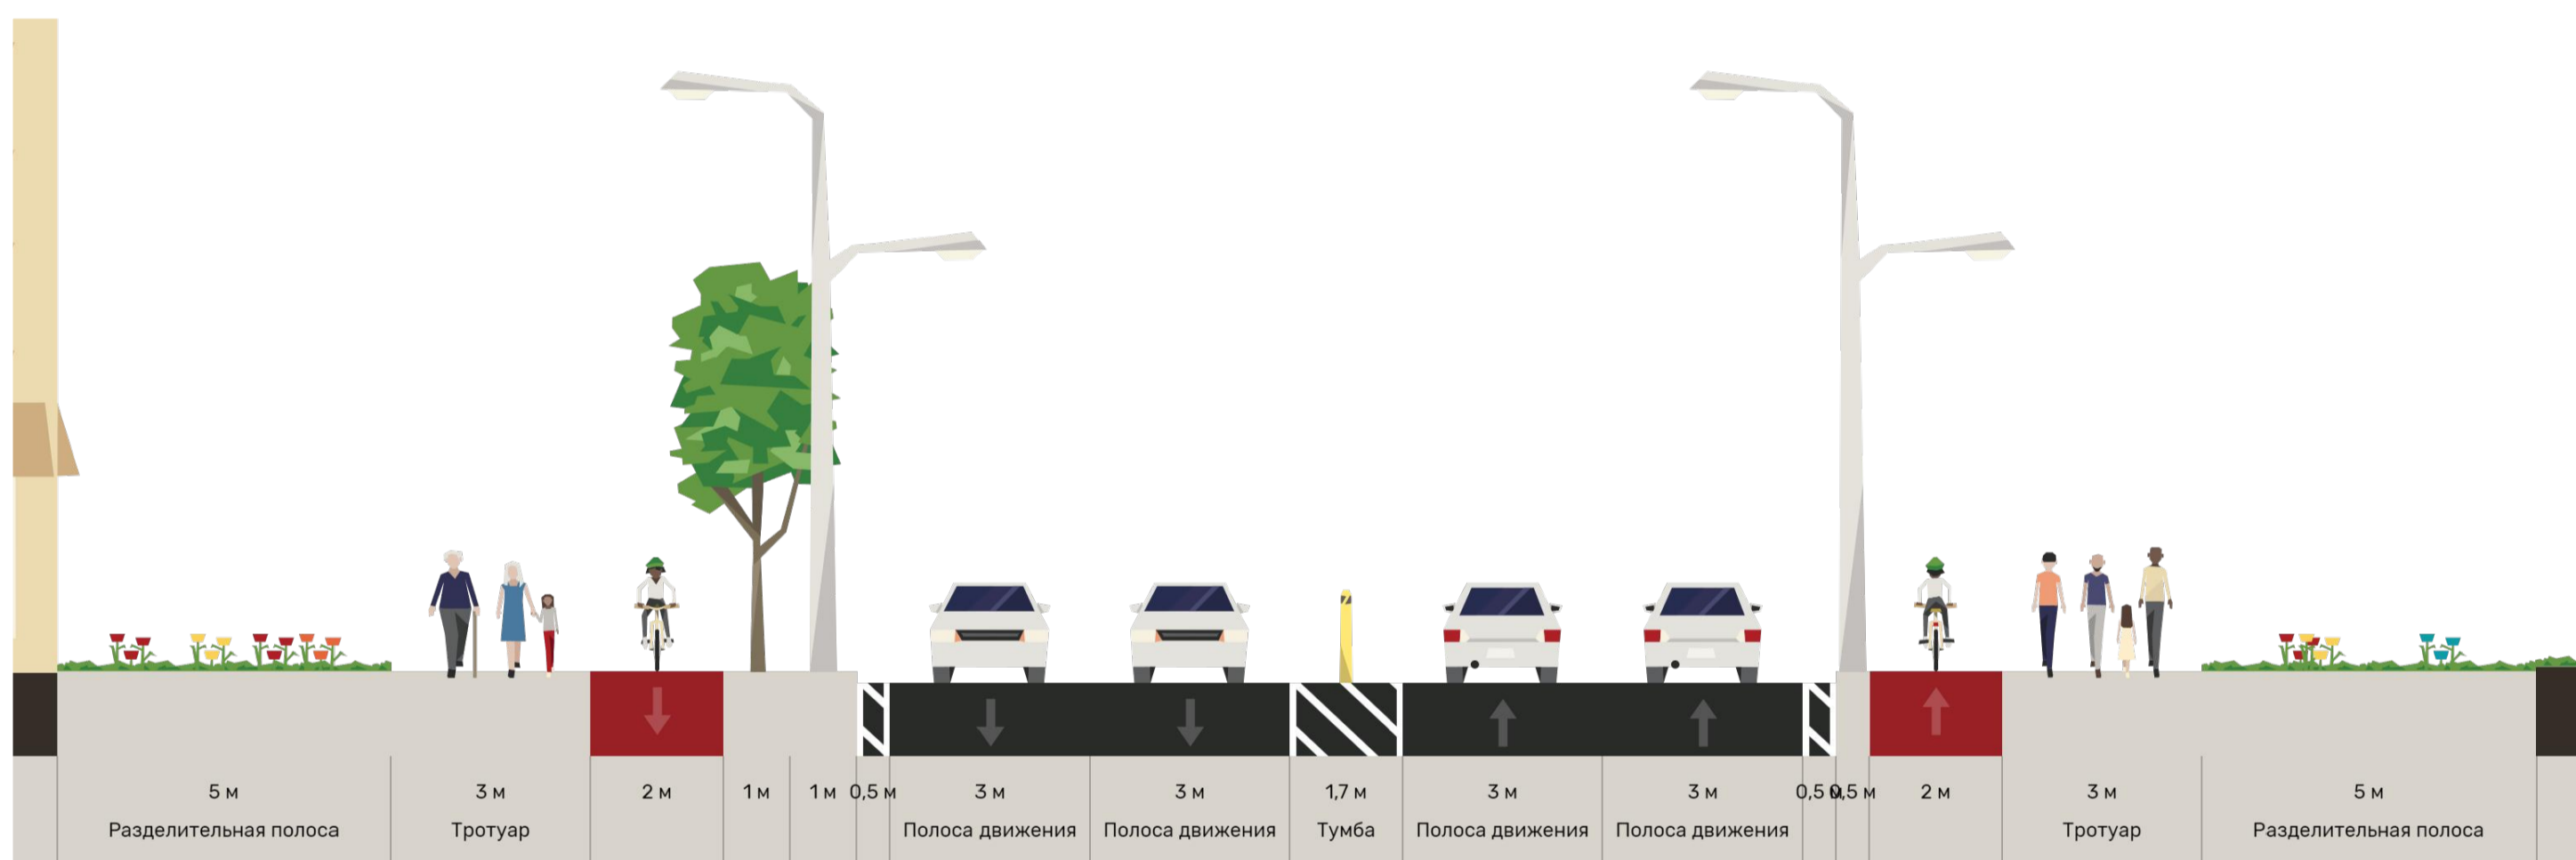 5 м 3 м 2 м 1 м 1 м 0,5 м 3 м 3 м 1,7 м 3 м 3 м 0,5 м 0,5 м 2 м 3 м 5 м
Разделительная полоса Тротуар Полоса движения Полоса движения Тумба Полоса движения Полоса движения Тротуар Разделительная полоса